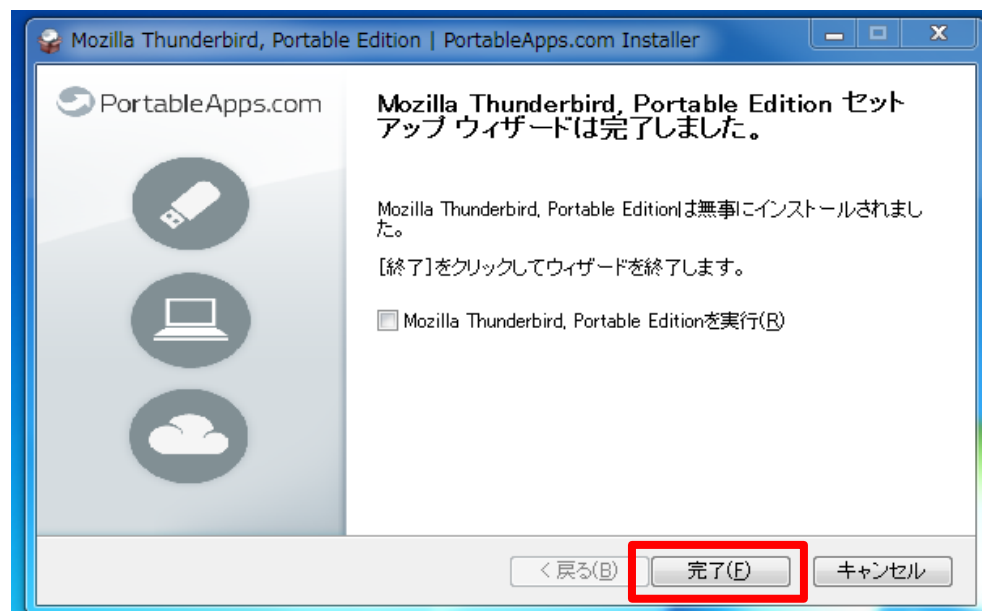 Mozilla Thunderbird, Portable Edition | PortableApps.com Installer
PortableApps.com
Mozilla Thunderbird, Portable Edition セット
アップ ウィザードは完了しました。
Mozilla Thunderbird, Portable Editionは無事にインストールされまし
た。
[終了]をクリックしてウィザードを終了します。
Mozilla Thunderbird, Portable Editionを実行(R)
< 戻る(B)
完了(F)
キャンセル